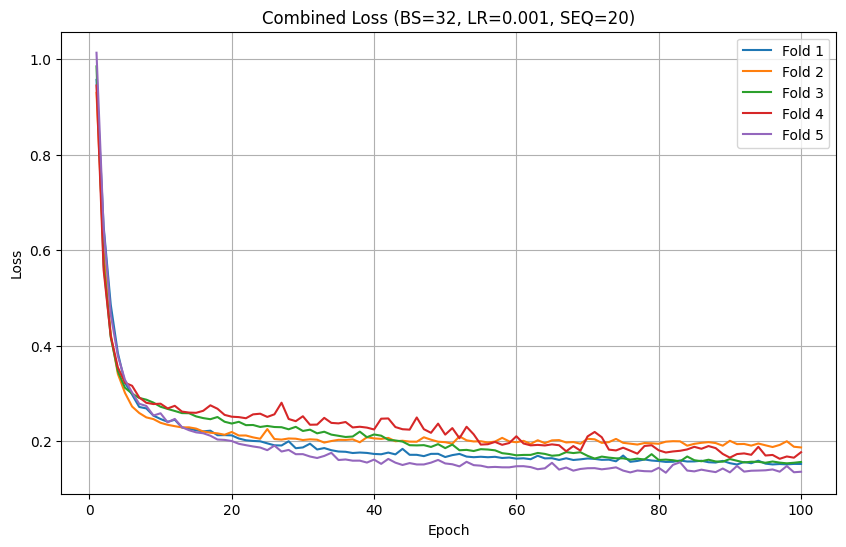 Combined Loss (BS=32, LR=0.001, SEQ=20)
Fold 1
Fold 2
Fold 3
Fold 4
Fold 5
Loss
1.0
0.8
0.6
0.4
0.2
0
20
40
60
80
100
Epoch